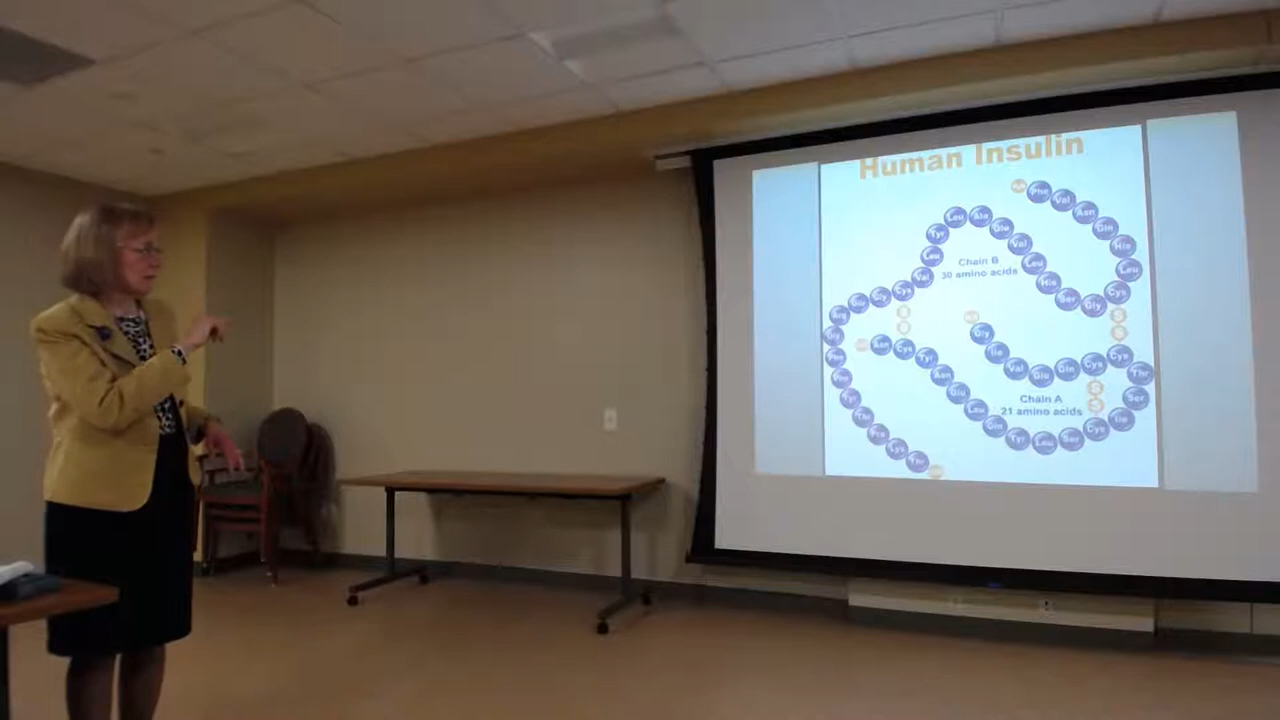 Human Insulin
Phe Val Asn Gln His Leu Cys Gly Ser His Leu Val Glu Ala Leu Tyr Leu Val Cys Gly Glu Arg Gly Phe Phe Tyr Thr Pro Lys Thr
Chain B
30 amino acids
S
S
S
S
Gly Ile Val Glu Gln Cys Cys Thr Ser Ile Cys Ser Leu Tyr Gln Leu Glu Asn Tyr Cys Asn
S
S
Chain A
21 amino acids